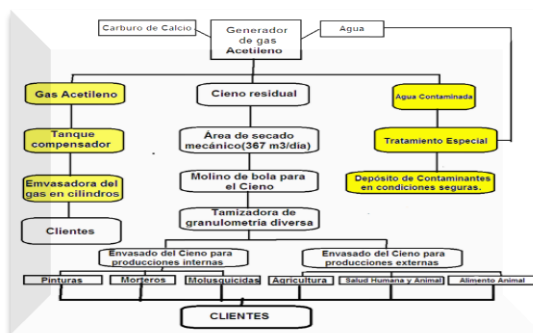 Carburo de Calcio
Generador
de gas
Acetileno
Agua
Gas Acetileno
Cieno residual
Agua Contaminada
Tanque
compensador
Área de secado
mecánico(367 m3/día)
Tratamiento Especial
Emvasadora del
gas en cilindros
Molino de bola para
el Cieno
Depósito de Contaminantes
en condiciones seguras.
Clientes
Tamizadora de
granulometría diversa
Envasado del Cieno para
producciones internas
Envasado del Cieno para
producciones externas
Pinturas
Morteros
Molusquicidas
Agricultura
Salud Humana y Animal
Alimento Animal
CLIENTES